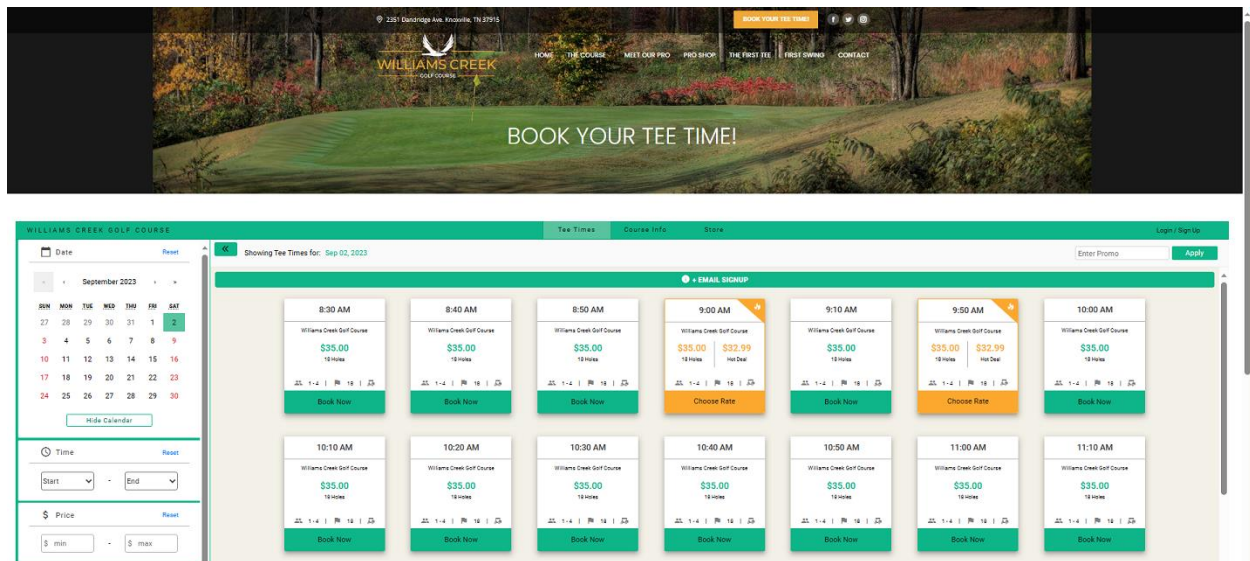 2351 Dandridge Ave. Knoxville, TN 37915
BOOK YOUR TEE TIME!
WILLIAMS CREEK
GOLF COURSE
HOME THE COURSE MEET OUR PRO PRO SHOP THE FIRST TEE FIRST SWING CONTACT
BOOK YOUR TEE TIME!
WILLIAMS CREEK GOLF COURSE
Tee Times Course Info Store
Login / Sign Up
Date Reset
Showing Tee Times for: Sep 02, 2023
Enter Promo Apply
+ EMAIL SIGNUP
September 2023
SUN MON TUE WED THU FRI SAT
27 28 29 30 31 1 2
3 4 5 6 7 8 9
10 11 12 13 14 15 16
17 18 19 20 21 22 23
24 25 26 27 28 29 30
Hide Calendar
Time Reset
Start - End
Price Reset
$ min - $ max
8:30 AM
Williams Creek Golf Course
$35.00
18 Holes
1-4 | 18 |
Book Now
8:40 AM
Williams Creek Golf Course
$35.00
18 Holes
1-4 | 18 |
Book Now
8:50 AM
Williams Creek Golf Course
$35.00
18 Holes
1-4 | 18 |
Book Now
9:00 AM
Williams Creek Golf Course
$35.00 $32.99
18 Holes Hot Deal
1-4 | 18 |
Choose Rate
9:10 AM
Williams Creek Golf Course
$35.00
18 Holes
1-4 | 18 |
Book Now
9:50 AM
Williams Creek Golf Course
$35.00 $32.99
18 Holes Hot Deal
1-4 | 18 |
Choose Rate
10:00 AM
Williams Creek Golf Course
$35.00
18 Holes
1-4 | 18 |
Book Now
10:10 AM
Williams Creek Golf Course
$35.00
18 Holes
1-4 | 18 |
Book Now
10:20 AM
Williams Creek Golf Course
$35.00
18 Holes
1-4 | 18 |
Book Now
10:30 AM
Williams Creek Golf Course
$35.00
18 Holes
1-4 | 18 |
Book Now
10:40 AM
Williams Creek Golf Course
$35.00
18 Holes
1-4 | 18 |
Book Now
10:50 AM
Williams Creek Golf Course
$35.00
18 Holes
1-4 | 18 |
Book Now
11:00 AM
Williams Creek Golf Course
$35.00
18 Holes
1-4 | 18 |
Book Now
11:10 AM
Williams Creek Golf Course
$35.00
18 Holes
1-4 | 18 |
Book Now